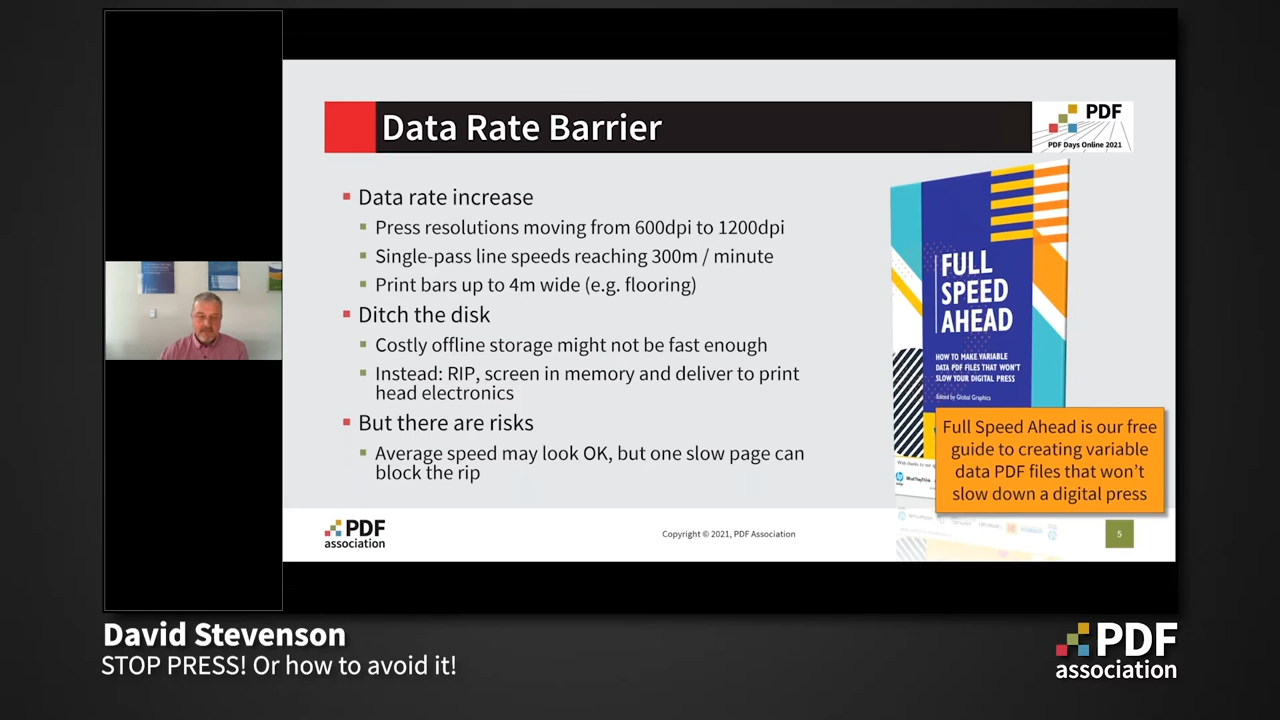 Data Rate Barrier
PDF
PDF Days Online 2021
Data rate increase
Press resolutions moving from 600dpi to 1200dpi
Single-pass line speeds reaching 300m / minute
Print bars up to 4m wide (e.g. flooring)
Ditch the disk
Costly offline storage might not be fast enough
Instead: RIP, screen in memory and deliver to print
head electronics
But there are risks
Average speed may look OK, but one slow page can
block the rip
FULL
SPEED
AHEAD
HOW TO MAKE VARIABLE
DATA PDF FILES THAT WON'T
SLOW YOUR DIGITAL PRESS
Edited by Global Graphics
Full Speed Ahead is our free
guide to creating variable
data PDF files that won't
slow down a digital press
PDF
association
Copyright © 2021, PDF Association
5
David Stevenson
STOP PRESS! Or how to avoid it!
PDF
association